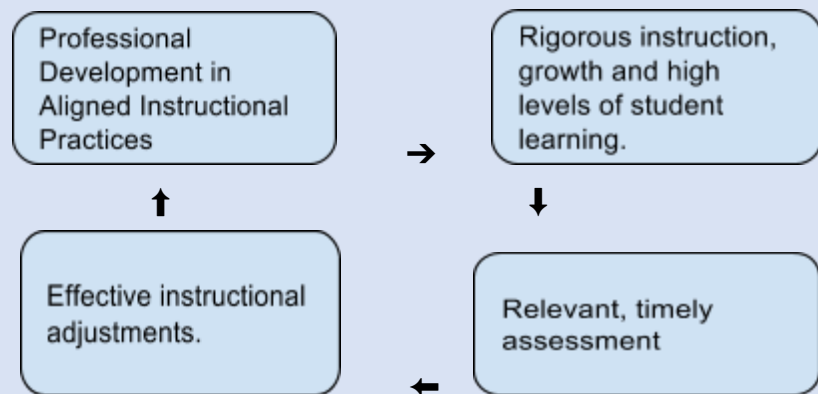 Professional
Development in
Aligned Instructional
Practices
Rigorous instruction,
growth and high
levels of student
learning.
Effective instructional
adjustments.
Relevant, timely
assessment